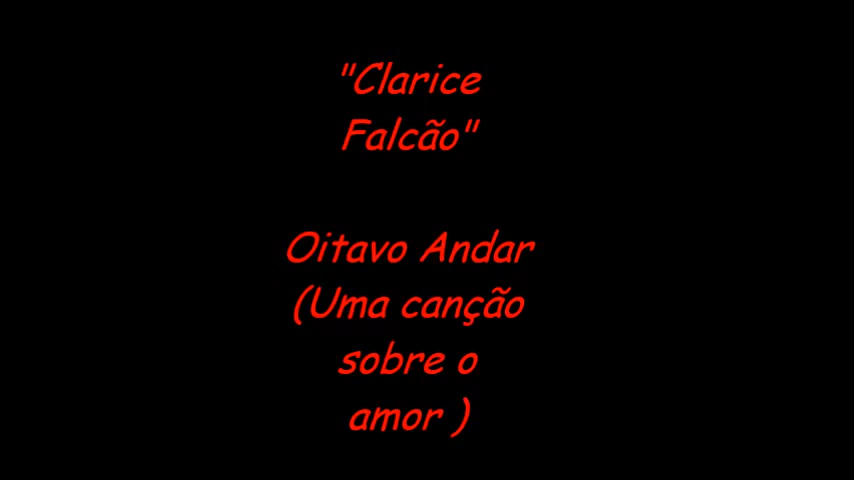 "Clarice
Falcão"
Oitavo Andar
(Uma canção
sobre o
amor )